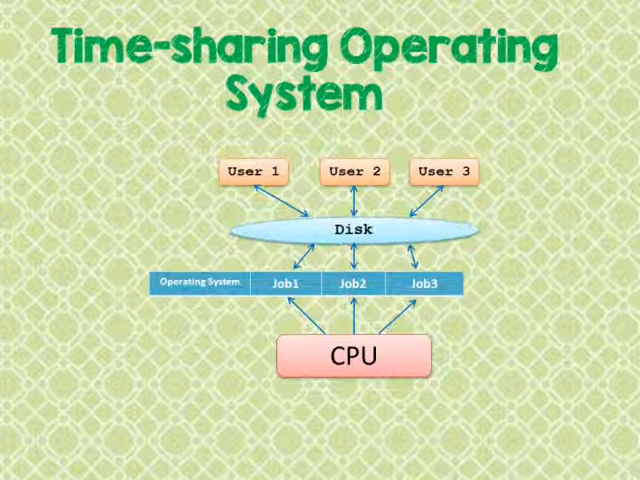 Time-sharing Operating
System
User 1 User 2 User 3
Disk
Operating System Job1 Job2 Job3
CPU